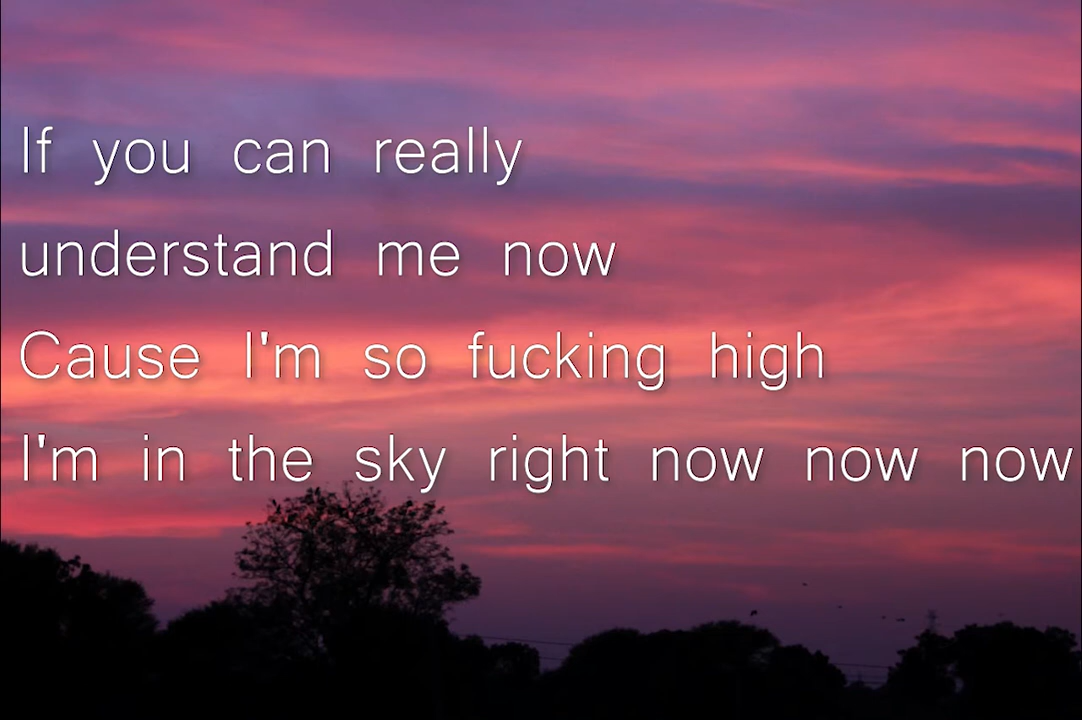 If you can really
understand me now
Cause I'm so fucking high
I'm in the sky right now now now